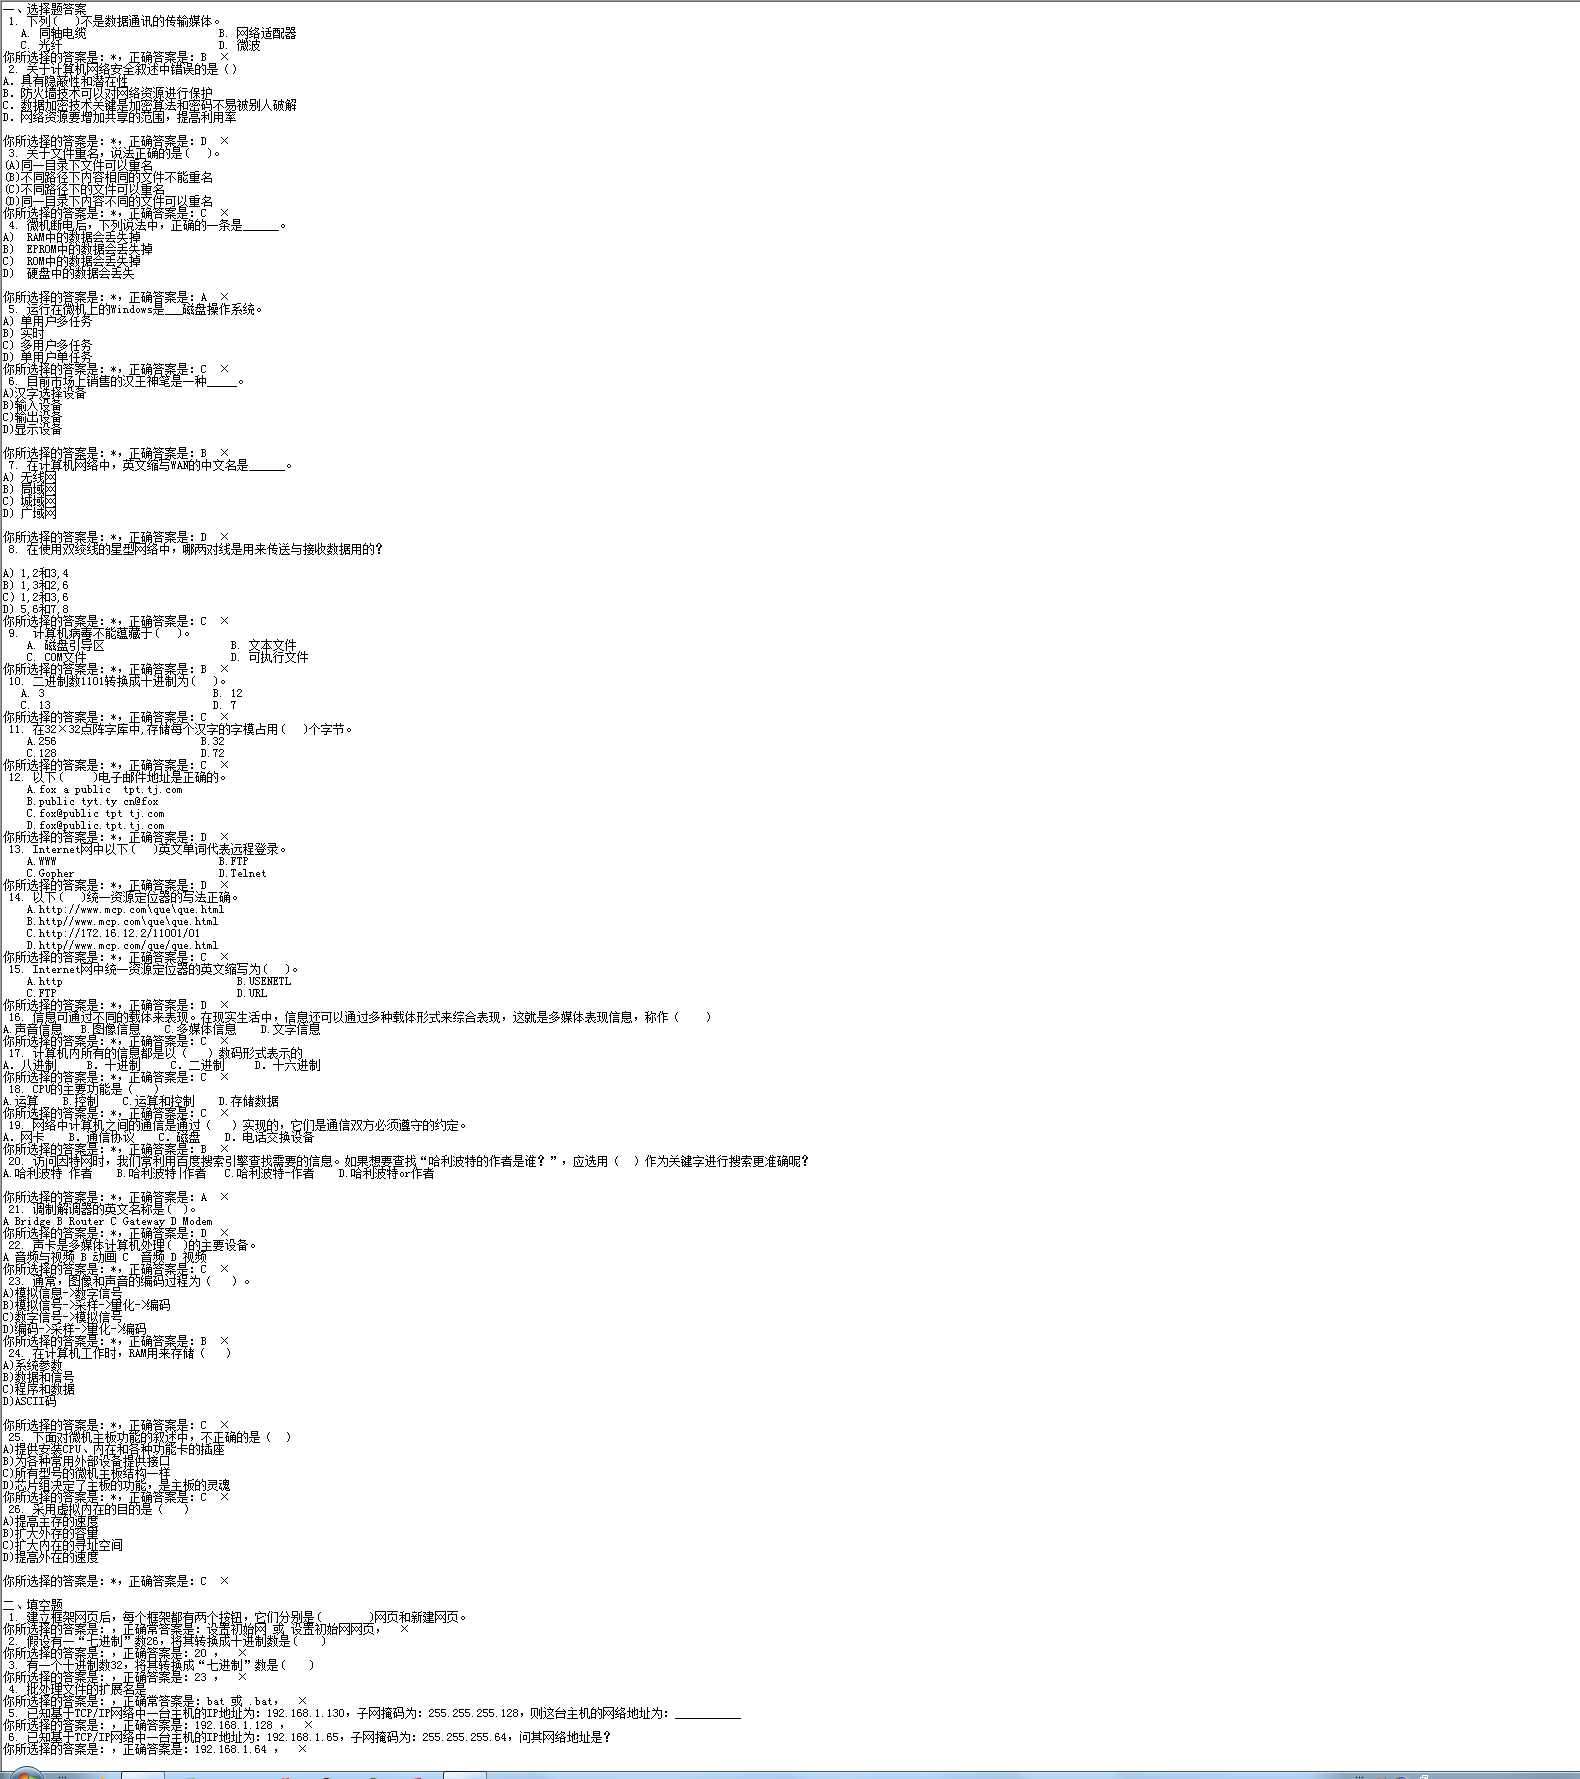 一、选择题答案
1. 下列(  )不是数据通讯的传输媒体。
A. 同轴电缆 B. 网络适配器
C. 光纤 D. 微波
你所选择的答案是: *, 正确答案是: B ×
2. 关于计算机网络安全叙述中错误的是（）
A. 具有隐蔽性和潜在性
B. 防火墙技术可以对网络资源进行保护
C. 数据加密技术关键是加密算法和密码不易被别人破解
D. 网络资源要增加共享的范围，提高利用率
你所选择的答案是: *, 正确答案是: D ×
3. 关于文件重名，说法正确的是(  )。
(A)同一目录下文件可以重名
(B)不同路径下内容相同的文件不能重名
(C)不同路径下的文件可以重名
(D)同一目录下内容不同的文件可以重名
你所选择的答案是: *, 正确答案是: C ×
4. 微机断电后，下列说法中，正确的一条是______。
A) RAM中的数据会丢失掉
B) EPROM中的数据会丢失掉
C) ROM中的数据会丢失掉
D) 硬盘中的数据会丢失
你所选择的答案是: *, 正确答案是: A ×
5. 运行在微机上的Windows是___磁盘操作系统。
A) 单用户多任务
B) 实时
C) 多用户多任务
D) 单用户单任务
你所选择的答案是: *, 正确答案是: C ×
6. 目前市场上销售的汉王神笔是一种_____。
A)汉字选择设备
B)输入设备
C)输出设备
D)显示设备
你所选择的答案是: *, 正确答案是: B ×
7. 在计算机网络中，英文缩写WAN的中文名是______。
A) 无线网
B) 局域网
C) 城域网
D) 广域网
你所选择的答案是: *, 正确答案是: D ×
8. 在使用双绞线的星型网络中，哪两对线是用来传送与接收数据用的?
A) 1,2和3,4
B) 1,3和2,6
C) 1,2和3,6
D) 5,6和7,8
你所选择的答案是: *, 正确答案是: C ×
9. 计算机病毒不能蕴藏于(  )。
A. 磁盘引导区 B. 文本文件
C. COM文件 D. 可执行文件
你所选择的答案是: *, 正确答案是: B ×
10. 二进制数1101转换成十进制为(  )。
A. 3 B. 12
C. 13 D. 7
你所选择的答案是: *, 正确答案是: C ×
11. 在32×32点阵字库中,存储每个汉字的字模占用(  )个字节。
A.256 B.32
C.128 D.72
你所选择的答案是: *, 正确答案是: C ×
12. 以下(    )电子邮件地址是正确的。
A.fox a public  tpt.tj.com
B.public tyt.ty cn@fox
C.fox@public tpt tj.com
D.fox@public.tpt.tj.com
你所选择的答案是: *, 正确答案是: D ×
13. Internet网中以下(  )英文单词代表远程登录。
A.WWW B.FTP
C.Gopher D.Telnet
你所选择的答案是: *, 正确答案是: D ×
14. 以下(  )统一资源定位器的写法正确。
A.http://www.mcp.com\que\que.html
B.http//www.mcp.com\que\que.html
C.http://172.16.12.2/11001/01
D.http//www.mcp.com/que/que.html
你所选择的答案是: *, 正确答案是: C ×
15. Internet网中统一资源定位器的英文缩写为(  )。
A.http B.USENETL
C.FTP D.URL
你所选择的答案是: *, 正确答案是: D ×
16. 信息可通过不同的载体来表现。在现实生活中，信息还可以通过多种载体形式来综合表现，这就是多媒体表现信息，称作（    ）
A.声音信息 B.图像信息 C.多媒体信息 D.文字信息
你所选择的答案是: *, 正确答案是: C ×
17. 计算机内所有的信息都是以（  ）数码形式表示的
A. 八进制 B. 十进制 C. 二进制 D. 十六进制
你所选择的答案是: *, 正确答案是: C ×
18. CPU的主要功能是（  ）
A.运算 B.控制 C.运算和控制 D.存储数据
你所选择的答案是: *, 正确答案是: C ×
19. 网络中计算机之间的通信是通过（  ）实现的，它们是通信双方必须遵守的约定。
A. 网卡 B. 通信协议 C. 磁盘 D. 电话交换设备
你所选择的答案是: *, 正确答案是: B ×
20. 访问因特网时，我们常利用百度搜索引擎查找需要的信息。如果想要查找“哈利波特的作者是谁？”，应选用（  ）作为关键字进行搜索更准确呢?
A.哈利波特 作者 B.哈利波特|作者 C.哈利波特-作者 D.哈利波特or作者
你所选择的答案是: *, 正确答案是: A ×
21. 调制解调器的英文名称是( )。
A Bridge B Router C Gateway D Modem
你所选择的答案是: *, 正确答案是: D ×
22. 声卡是多媒体计算机处理( )的主要设备。
A 音频与视频 B 动画 C 音频 D 视频
你所选择的答案是: *, 正确答案是: C ×
23. 通常，图像和声音的编码过程为（  ）。
A)模拟信息->数字信号
B)模拟信号->采样->量化->编码
C)数字信号->模拟信号
D)编码->采样->量化->编码
你所选择的答案是: *, 正确答案是: B ×
24. 在计算机工作时，RAM用来存储（  ）
A)系统参数
B)数据和信号
C)程序和数据
D)ASCII码
你所选择的答案是: *, 正确答案是: C ×
25. 下面对微机主板功能的叙述中，不正确的是（  ）
A)提供安装CPU、内在和各种功能卡的插座
B)为各种常用外部设备提供接口
C)所有型号的微机主板结构一样
D)芯片组决定了主板的功能，是主板的灵魂
你所选择的答案是: *, 正确答案是: C ×
26. 采用虚拟内在的目的是（  ）
A)提高主存的速度
B)扩大外存的容量
C)扩大内在的寻址空间
D)提高外在的速度
你所选择的答案是: *, 正确答案是: C ×
二、填空题
1. 建立框架网页后，每个框架都有两个按钮，它们分别是(       )网页和新建网页。
你所选择的答案是: , 正确常答案是: 设置初始网 或 设置初始网网页， ×
2. 假设有一“七进制”数26，将其转换成十进制数是(   )
你所选择的答案是: , 正确答案是: 20 ， ×
3. 有一个十进制数32，将其转换成“七进制”数是(   )
你所选择的答案是: , 正确答案是: 23 ， ×
4. 批处理文件的扩展名是
你所选择的答案是: , 正确常答案是: bat 或 .bat， ×
5. 已知基于TCP/IP网络中一台主机的IP地址为: 192.168.1.130，子网掩码为: 255.255.255.128，则这台主机的网络地址为: ___________
你所选择的答案是: , 正确答案是: 192.168.1.128 ， ×
6. 已知基于TCP/IP网络中一台主机的IP地址为: 192.168.1.65，子网掩码为: 255.255.255.64，问其网络地址是?
你所选择的答案是: , 正确答案是: 192.168.1.64 ， ×